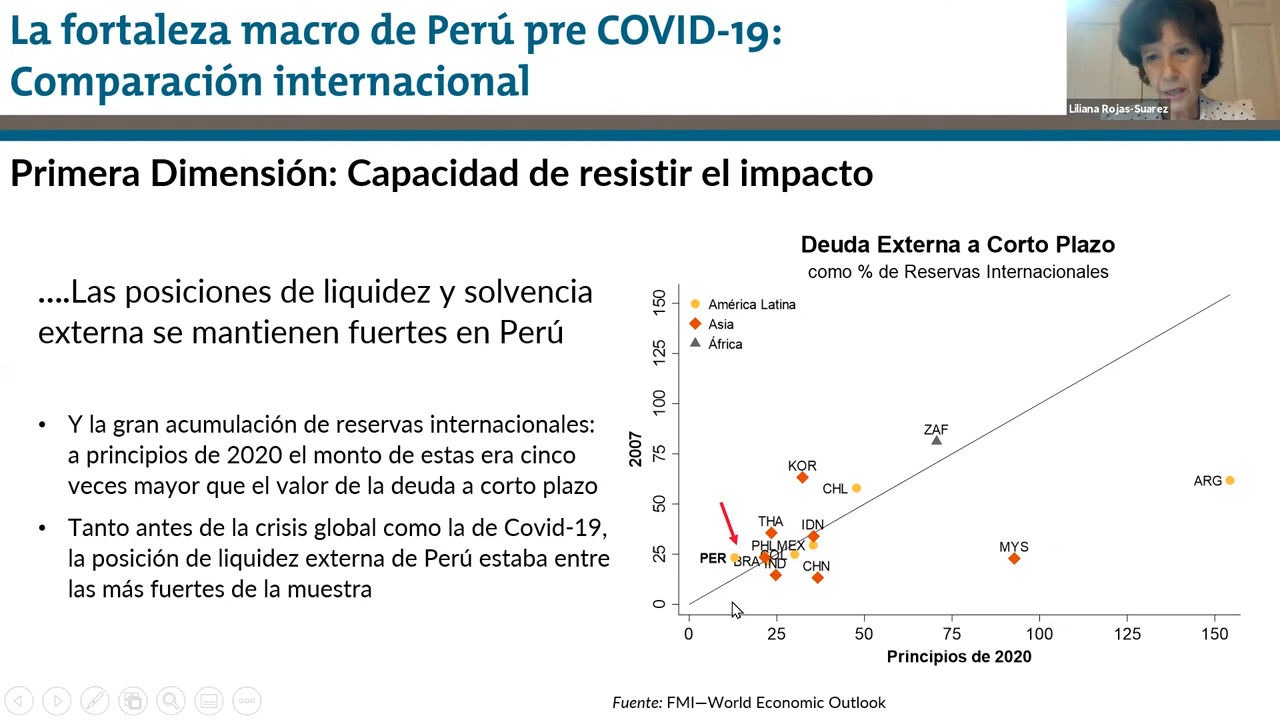 La fortaleza macro de Perú pre COVID-19:
Comparación internacional
Liliana Rojas-Suarez
Primera Dimensión: Capacidad de resistir el impacto
....Las posiciones de liquidez y solvencia
externa se mantienen fuertes en Perú
• Y la gran acumulación de reservas internacionales:
a principios de 2020 el monto de estas era cinco
veces mayor que el valor de la deuda a corto plazo
• Tanto antes de la crisis global como la de Covid-19,
la posición de liquidez externa de Perú estaba entre
las más fuertes de la muestra
Deuda Externa a Corto Plazo
como % de Reservas Internacionales
América Latina
Asia
África
2007
150
125
100
75
50
25
0
ZAF
KOR
CHL
ARG
THA
IDN
PHL
MEX
PER
BRA
IND
CHN
MYS
0 25 50 75 100 125 150
Principios de 2020
Fuente: FMI—World Economic Outlook